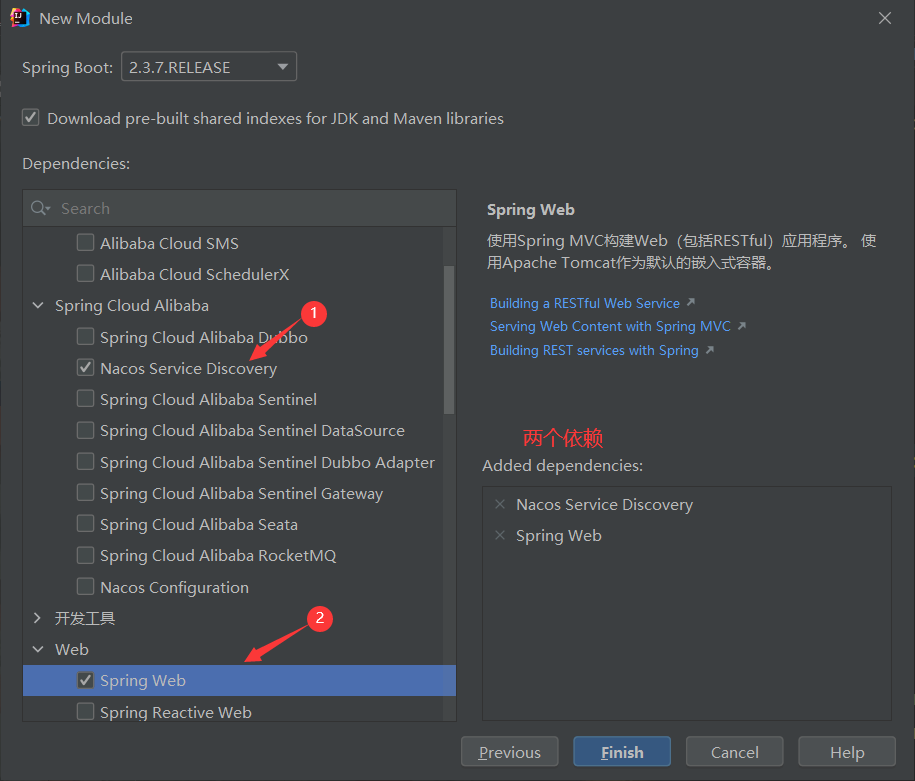 New Module
Spring Boot:
2.3.7.RELEASE
Download pre-built shared indexes for JDK and Maven libraries
Dependencies:
Search
Alibaba Cloud SMS
Alibaba Cloud SchedulerX
Spring Cloud Alibaba
1
Spring Cloud Alibaba Dubbo
Nacos Service Discovery
Spring Cloud Alibaba Sentinel
Spring Cloud Alibaba Sentinel DataSource
Spring Cloud Alibaba Sentinel Dubbo Adapter
Spring Cloud Alibaba Sentinel Gateway
Spring Cloud Alibaba Seata
Spring Cloud Alibaba RocketMQ
Nacos Configuration
开发工具
2
Web
Spring Web
Spring Reactive Web
Spring Web
使用Spring MVC构建Web（包括RESTful）应用程序。 使
用Apache Tomcat作为默认的嵌入式容器。
Building a RESTful Web Service
Serving Web Content with Spring MVC
Building REST services with Spring
两个依赖
Added dependencies:
Nacos Service Discovery
Spring Web
Previous
Finish
Cancel
Help